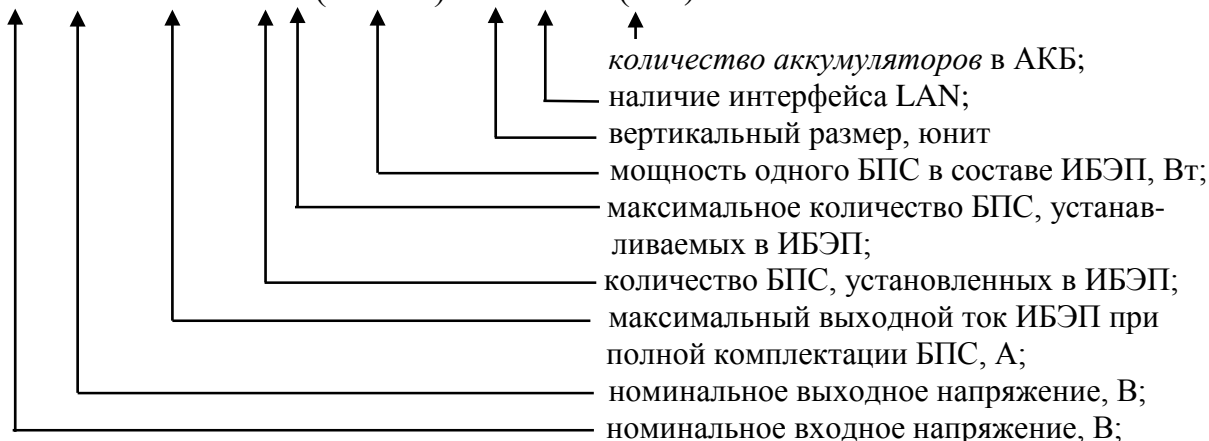 количество аккумуляторов в АКБ;
наличие интерфейса LAN;
вертикальный размер, юнит
мощность одного БПС в составе ИБЭП, Вт;
максимальное количество БПС, устанав-
ливаемых в ИБЭП;
количество БПС, установленных в ИБЭП;
максимальный выходной ток ИБЭП при
полной комплектации БПС, А;
номинальное выходное напряжение, В;
номинальное входное напряжение, В;